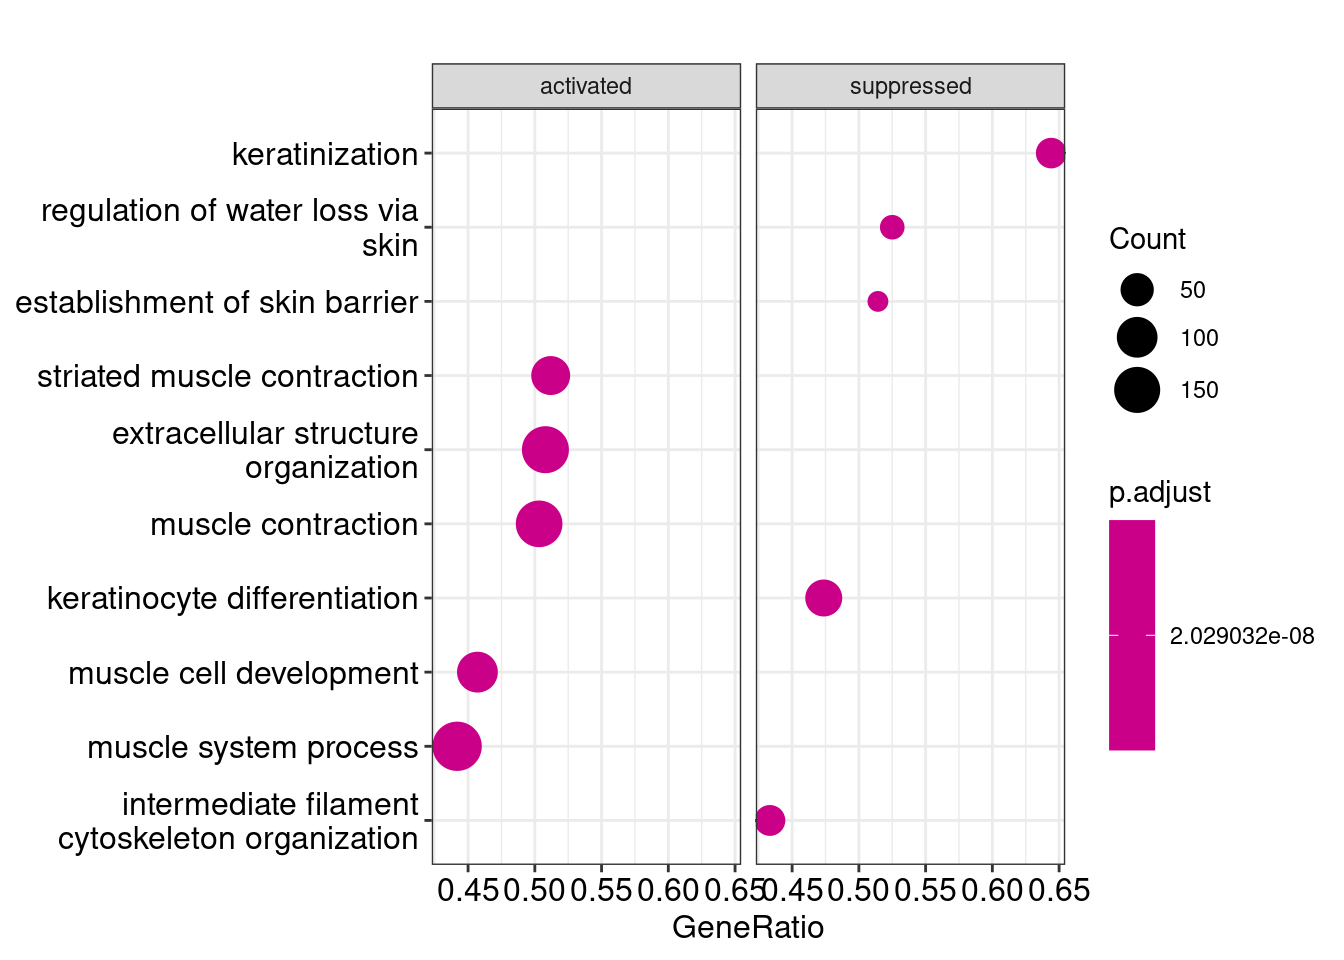 activated
suppressed
keratinization
regulation of water loss via
skin
establishment of skin barrier
striated muscle contraction
extracellular structure
organization
muscle contraction
keratinocyte differentiation
muscle cell development
muscle system process
intermediate filament
cytoskeleton organization
0.45 0.50 0.55 0.60 0.65 0.45 0.50 0.55 0.60 0.65
GeneRatio
Count
50
100
150
p.adjust
2.029032e-08